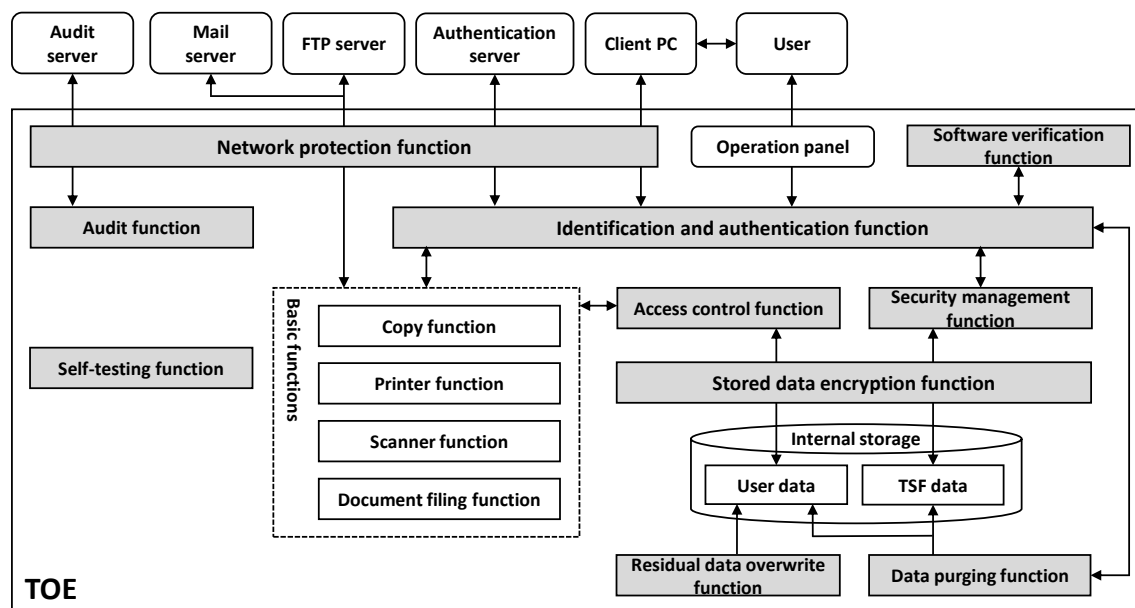 Audit
server
Mail
server
FTP server
Authentication
server
Client PC
User
Network protection function
Operation panel
Software verification
function
Audit function
Identification and authentication function
Basic functions
Copy function
Printer function
Scanner function
Document filing function
Access control function
Security management
function
Self-testing function
Stored data encryption function
Internal storage
User data
TSF data
Residual data overwrite
function
Data purging function
TOE